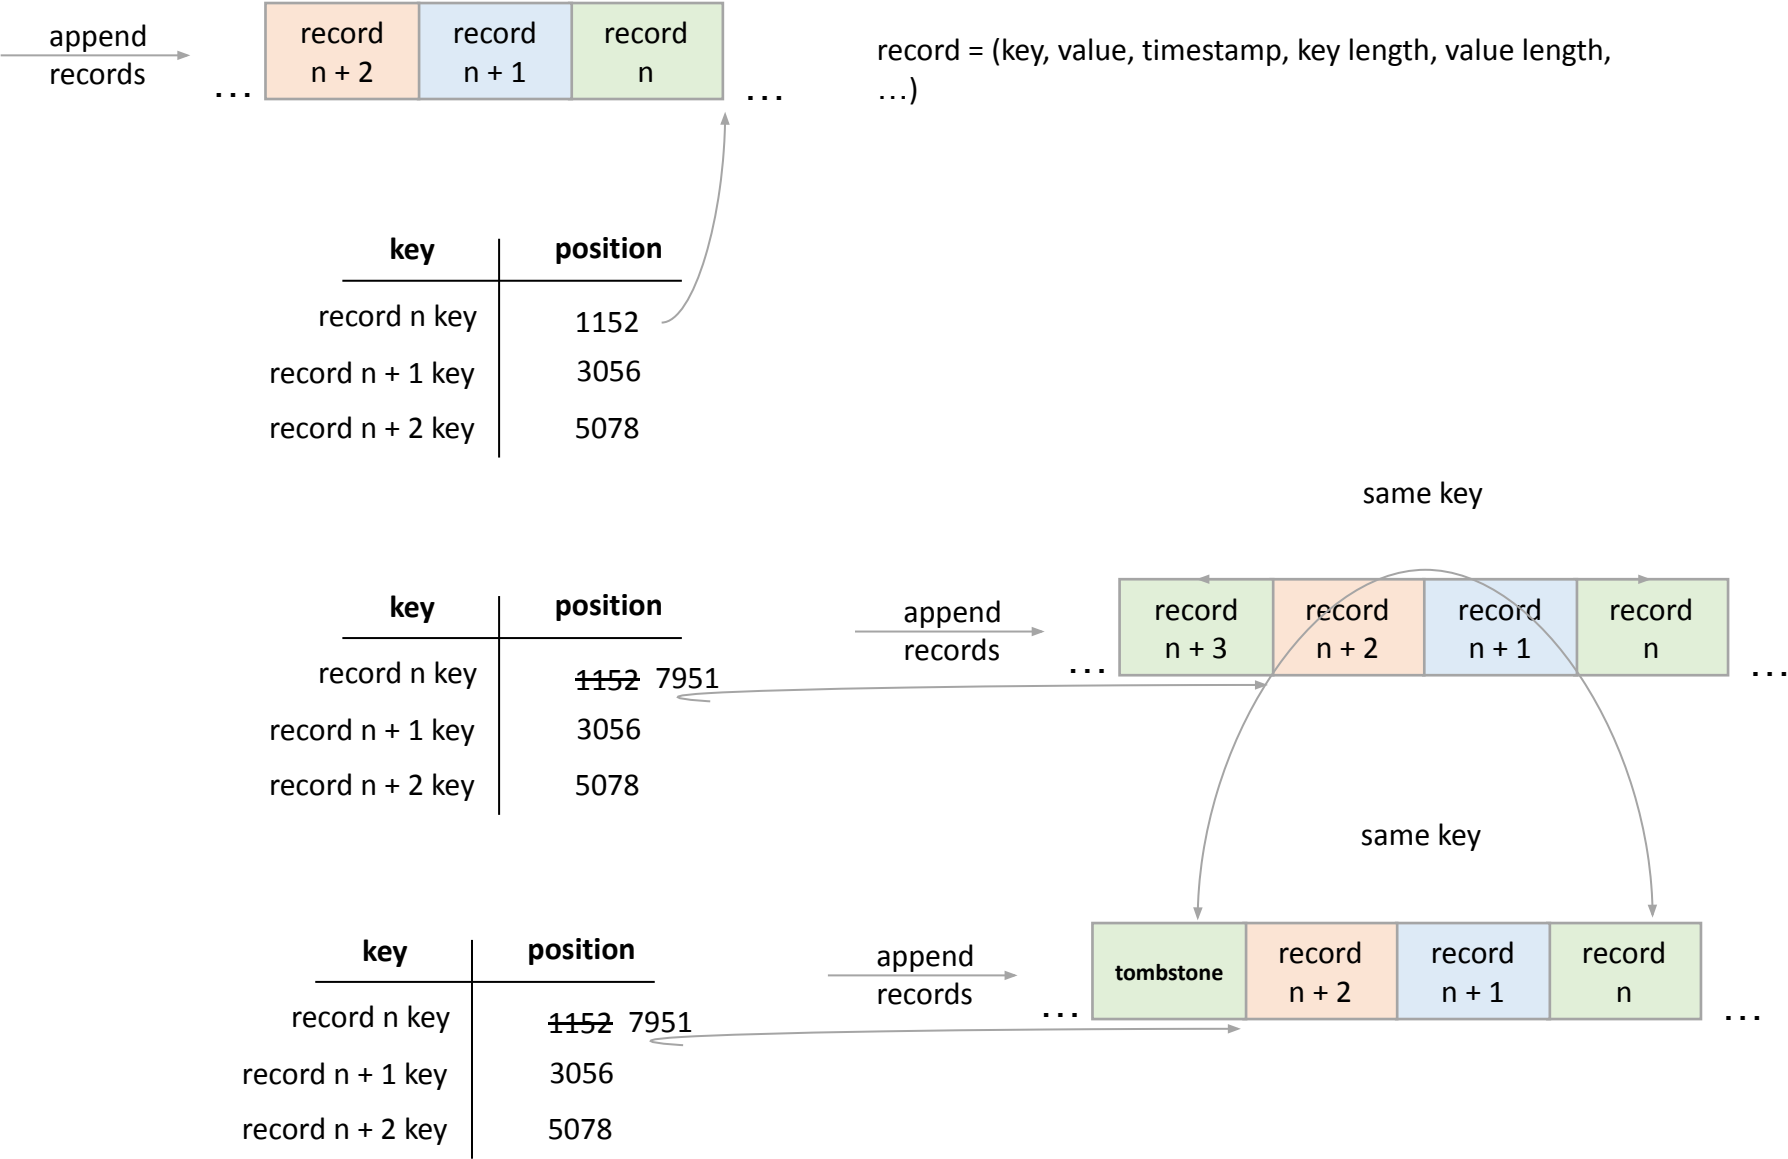 append
records
… record n + 2 record n + 1 record n …
record = (key, value, timestamp, key length, value length,
…)
key position
record n key 1152
record n + 1 key 3056
record n + 2 key 5078
same key
key position
record n key 1152 7951
record n + 1 key 3056
record n + 2 key 5078
append
records
… record n + 3 record n + 2 record n + 1 record n …
same key
key position
record n key 1152 7951
record n + 1 key 3056
record n + 2 key 5078
append
records
… tombstone record n + 2 record n + 1 record n …